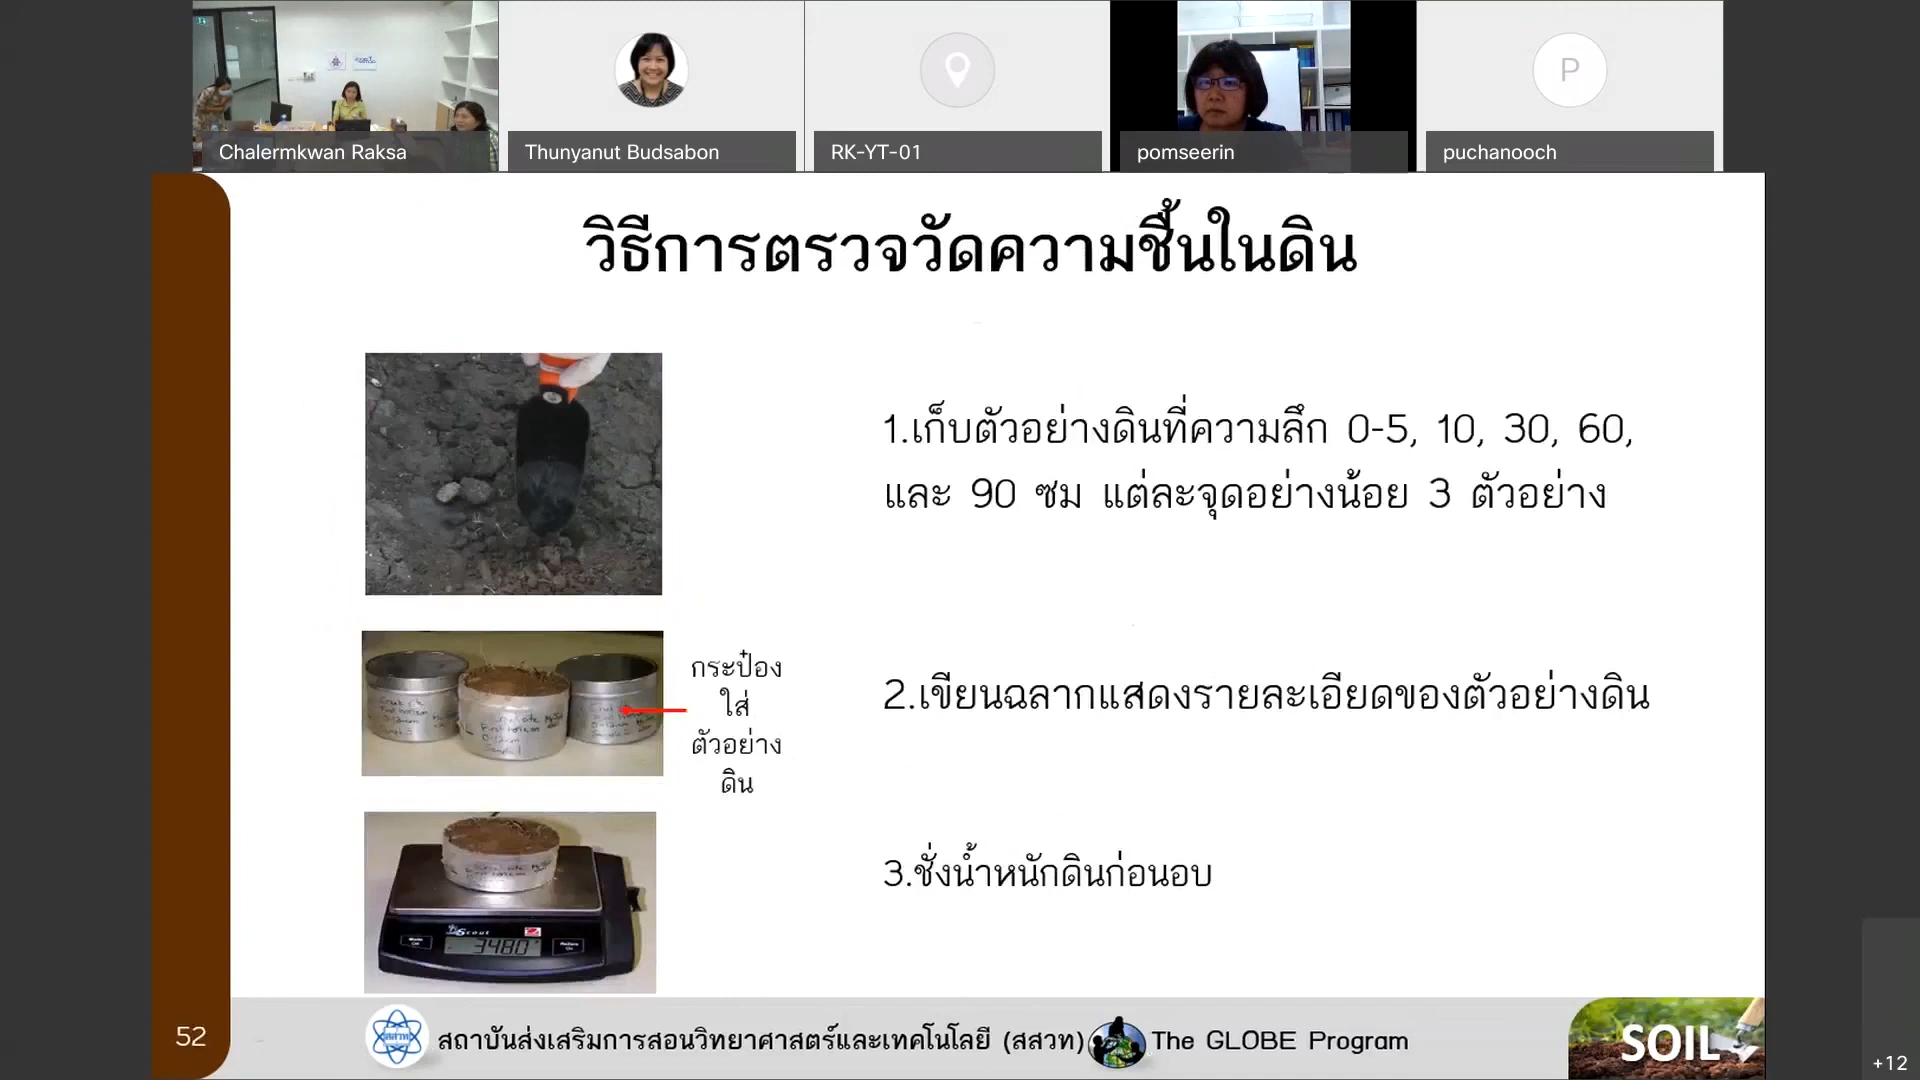 Chalermkwan Raksa
Thunyanut Budsabon
RK-YT-01
pomseerin
P
puchanooch
วิธีการตรวจวัดความชื้นในดิน
1.เก็บตัวอย่างดินที่ความลึก 0-5, 10, 30, 60,
และ 90 ซม แต่ละจุดอย่างน้อย 3 ตัวอย่าง
กระป๋อง
ใส่
ตัวอย่าง
ดิน
2.เขียนฉลากแสดงรายละเอียดของตัวอย่างดิน
3.ชั่งน้ำหนักดินก่อนอบ
Scout
348.0
52
สสวท
สถาบันส่งเสริมการสอนวิทยาศาสตร์และเทคโนโลยี (สสวท)
The GLOBE Program
SOIL
+12